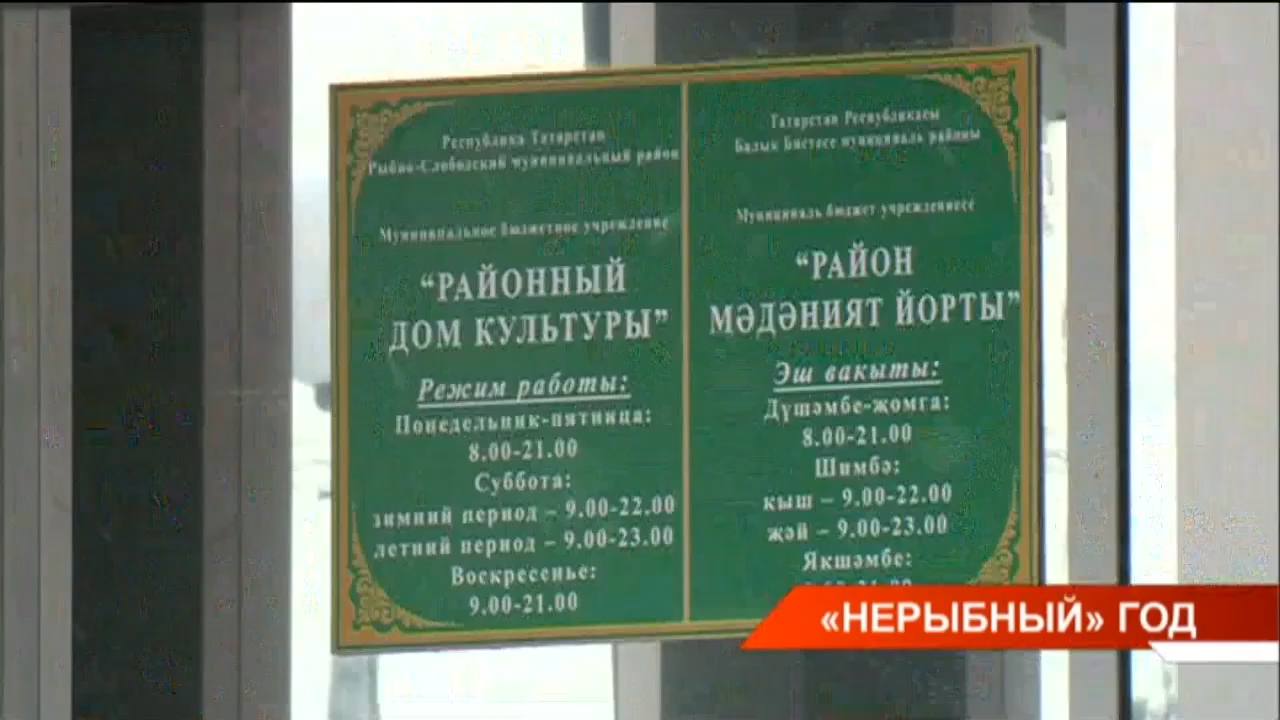 Республика Татарстан
Рыбно-Слободский муниципальный район
Муниципальное бюджетное учреждение
“РАЙОННЫЙ
ДОМ КУЛЬТУРЫ”
Режим работы:
Понедельник-пятница:
8.00-21.00
Суббота:
зимний период – 9.00-22.00
летний период – 9.00-23.00
Воскресенье:
9.00-21.00
Татарстан Республикасы
Балык Бистәсе муниципаль районы
Муниципаль бюджет учреждениесе
“РАЙОН
МӘДӘНИЯТ ЙОРТЫ”
Эш вакыты:
Дүшәмбе-җомга:
8.00-21.00
Шимбә:
кыш – 9.00-22.00
җәй – 9.00-23.00
Якшәмбе:
«НЕРЫБНЫЙ» ГОД